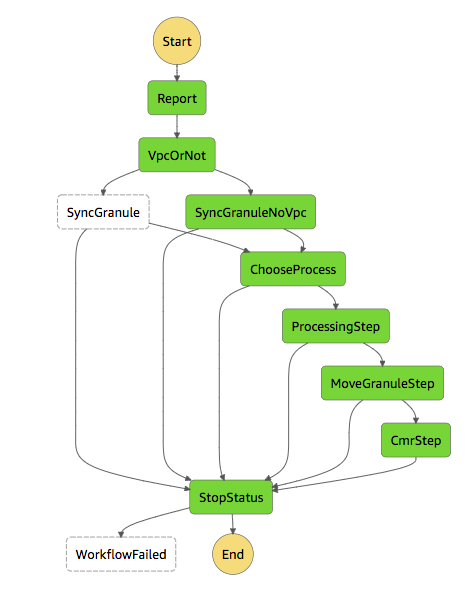 Start
Report
VpcOrNot
SyncGranule
SyncGranuleNoVpc
ChooseProcess
ProcessingStep
MoveGranuleStep
CmrStep
StopStatus
WorkflowFailed
End